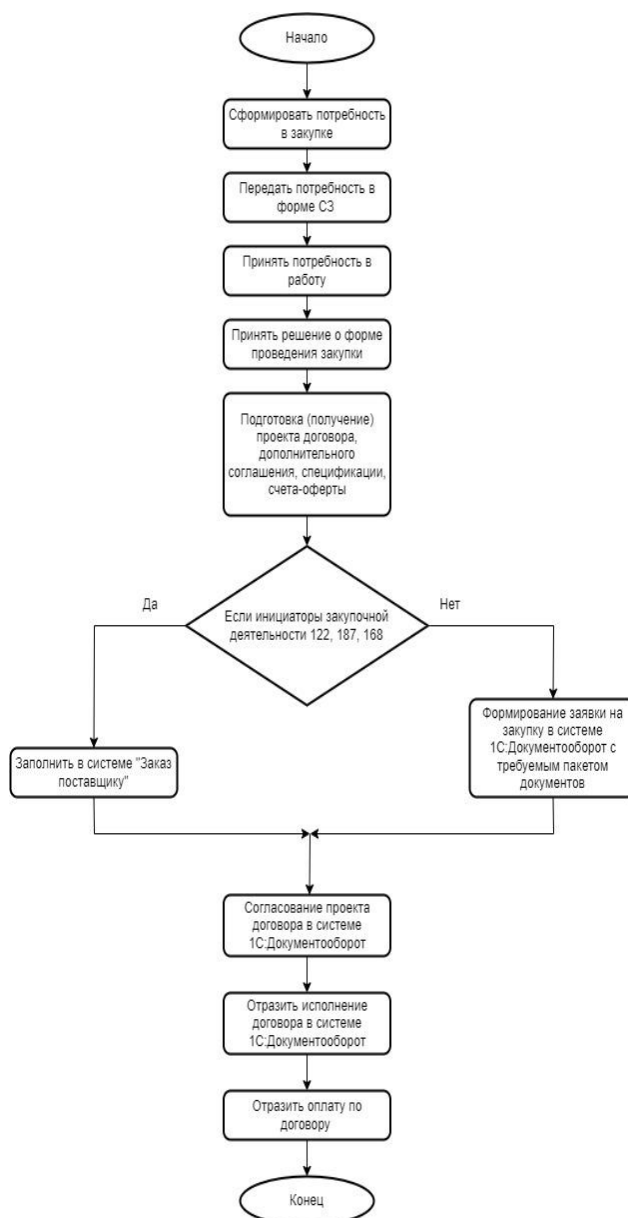 Начало
Сформировать потребность
в закупке
Передать потребность в
форме СЗ
Принять потребность в
работу
Принять решение о форме
проведения закупки
Подготовка (получение)
проекта договора,
дополнительного
соглашения, спецификации,
счета-оферты
Да
Нет
Если инициаторы закупочной
деятельности 122, 187, 168
Заполнить в системе "Заказ
поставщику"
Формирование заявки на
закупку в системе
1С:Документооборот с
требуемым пакетом
документов
Согласование проекта
договора в системе
1С:Документооборот
Отразить исполнение
договора в системе
1С:Документооборот
Отразить оплату по
договору
Конец